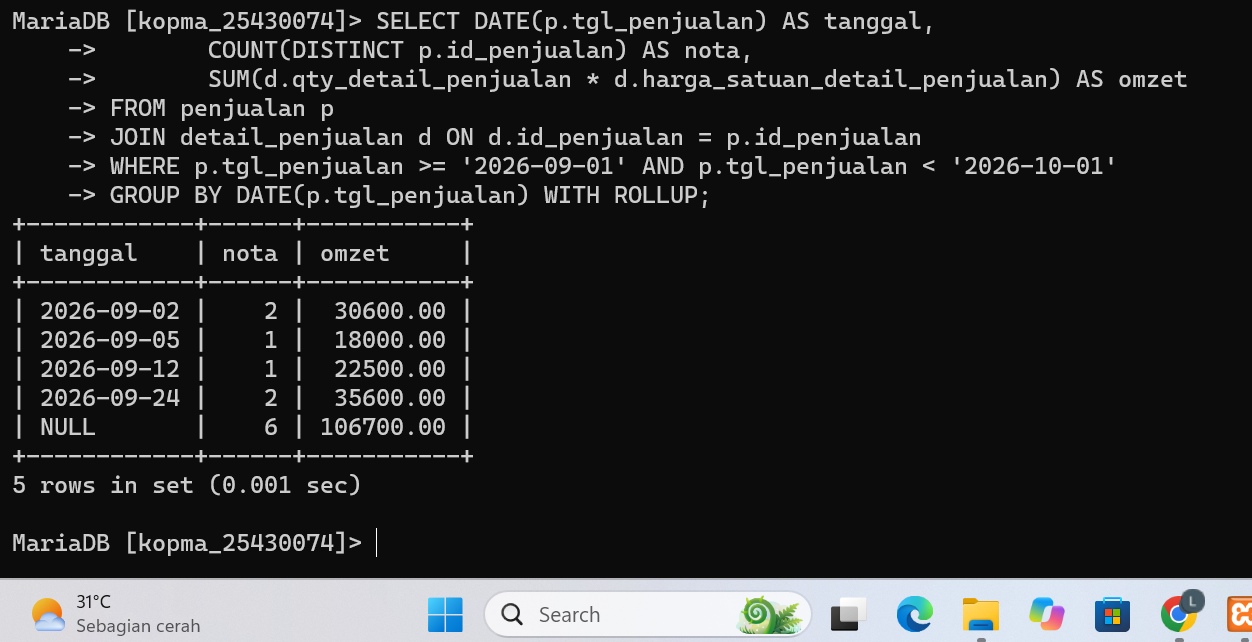 MariaDB [kopma_25430074]> SELECT DATE(p.tgl_penjualan) AS tanggal,
    ->        COUNT(DISTINCT p.id_penjualan) AS nota,
    ->        SUM(d.qty_detail_penjualan * d.harga_satuan_detail_penjualan) AS omzet
    -> FROM penjualan p
    -> JOIN detail_penjualan d ON d.id_penjualan = p.id_penjualan
    -> WHERE p.tgl_penjualan >= '2026-09-01' AND p.tgl_penjualan < '2026-10-01'
    -> GROUP BY DATE(p.tgl_penjualan) WITH ROLLUP;
+------------+------+-----------+
| tanggal    | nota | omzet     |
+------------+------+-----------+
| 2026-09-02 |    2 |  30600.00 |
| 2026-09-05 |    1 |  18000.00 |
| 2026-09-12 |    1 |  22500.00 |
| 2026-09-24 |    2 |  35600.00 |
| NULL       |    6 | 106700.00 |
+------------+------+-----------+
5 rows in set (0.001 sec)
MariaDB [kopma_25430074]>
31°C
Sebagian cerah
Search
L